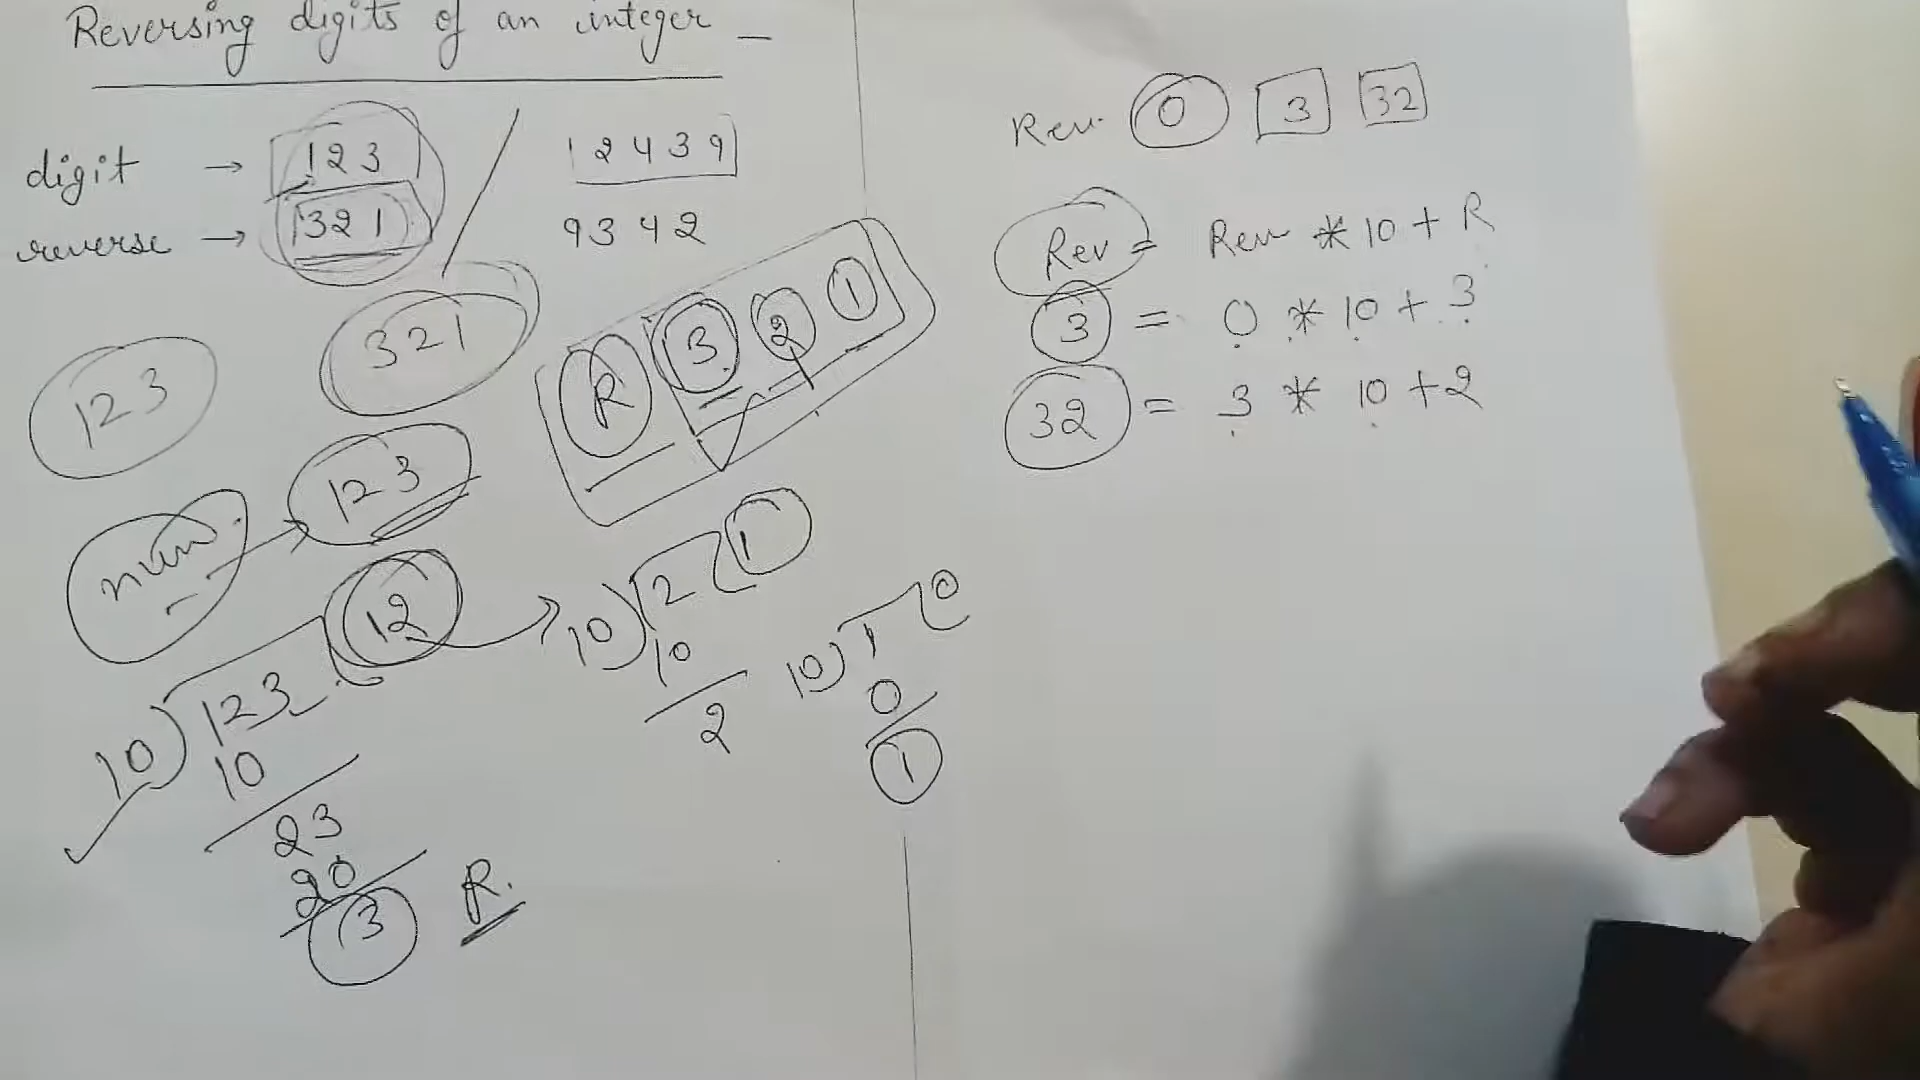 Reversing digits of an integer -
digit → 123
reverse → 321
12439
9342
123
321
R 3 2 1
num → 123
10) 123 (12
10
23
20
3 R.
10) 12 (1
10
2
10) 1 (0
0
1
Rev. 0 3 32
Rev = Rev * 10 + R
3 = 0 * 10 + 3
32 = 3 * 10 + 2